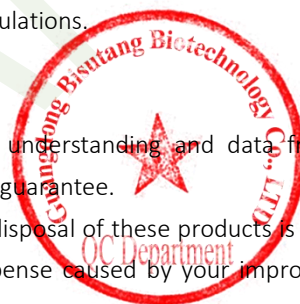 ulations.
Guangdong Bisutang Biotechnology Co., LTD
understanding and data fr
guarantee.
disposal of these products is
QC Department
pense caused by your improp